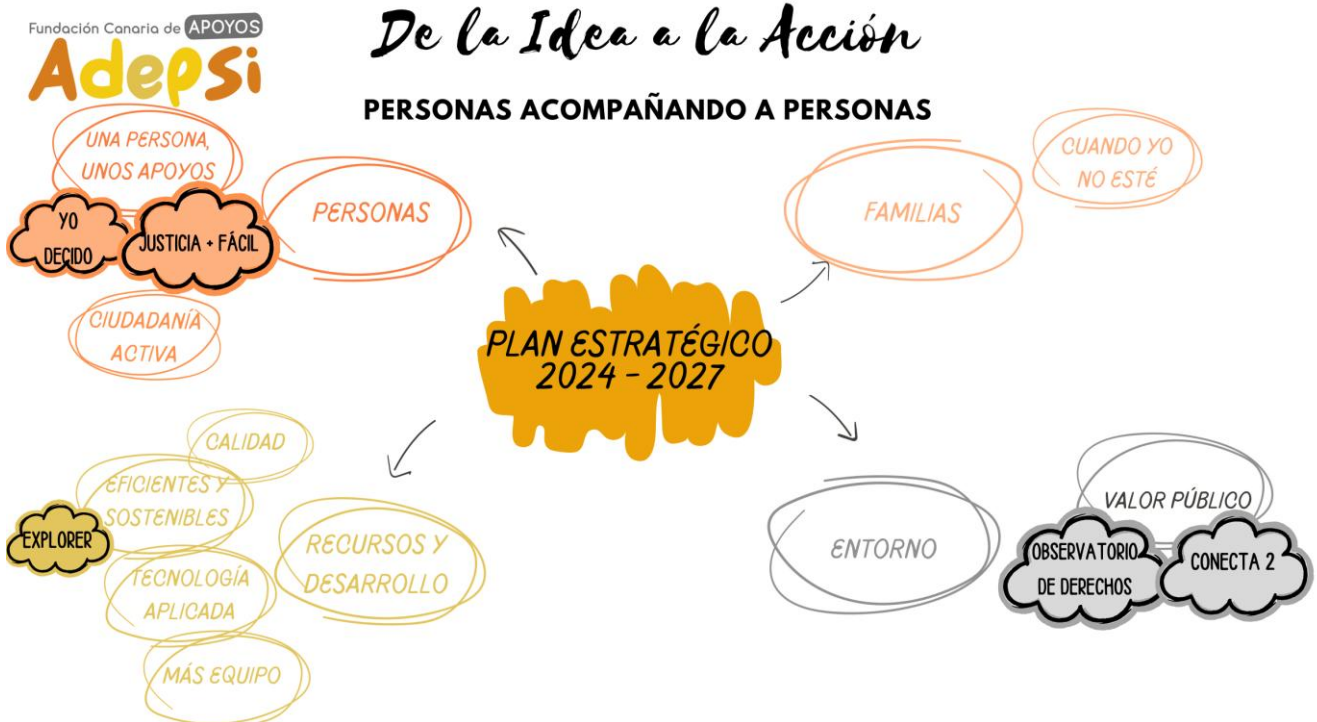 Fundación Canaria de APOYOS
Adepsi
De la Idea a la Acción
PERSONAS ACOMPAÑANDO A PERSONAS
UNA PERSONA,
UNOS APOYOS
YO
DECIDO
JUSTICIA + FÁCIL
CIUDADANÍA
ACTIVA
PERSONAS
FAMILIAS
CUANDO YO
NO ESTÉ
PLAN ESTRATÉGICO
2024 - 2027
CALIDAD
EFICIENTES Y
SOSTENIBLES
EXPLORER
TECNOLOGÍA
APLICADA
MÁS EQUIPO
RECURSOS Y
DESARROLLO
ENTORNO
VALOR PÚBLICO
OBSERVATORIO
DE DERECHOS
CONECTA 2